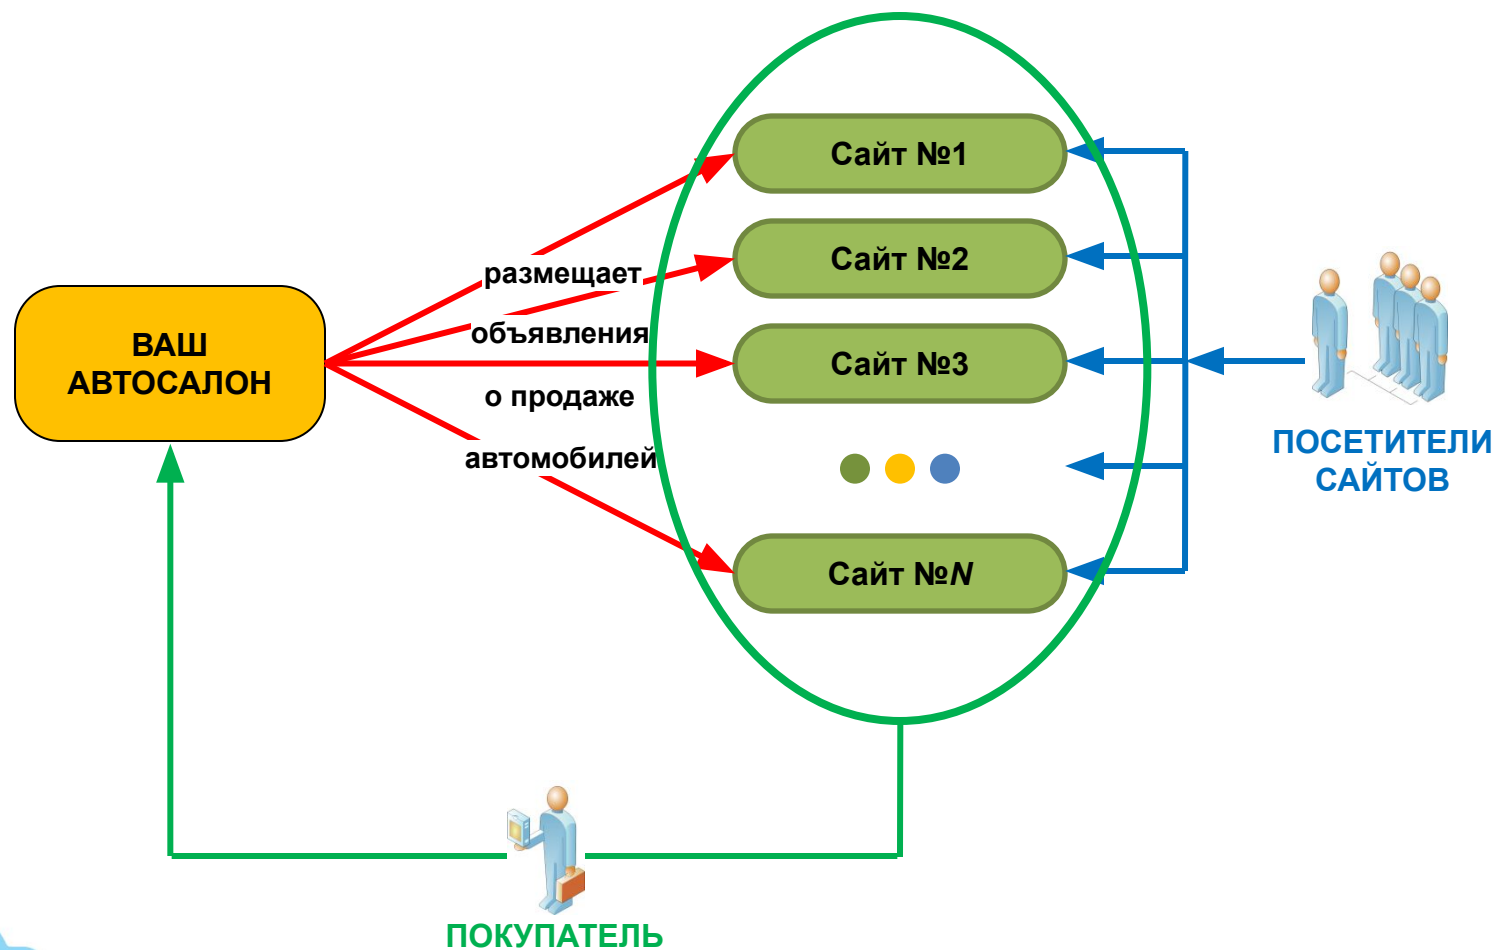 Сайт №1
Сайт №2
размещает
ВАШ
АВТОСАЛОН
объявления
Сайт №3
о продаже
автомобилей
ПОСЕТИТЕЛИ
САЙТОВ
Сайт №N
ПОКУПАТЕЛЬ